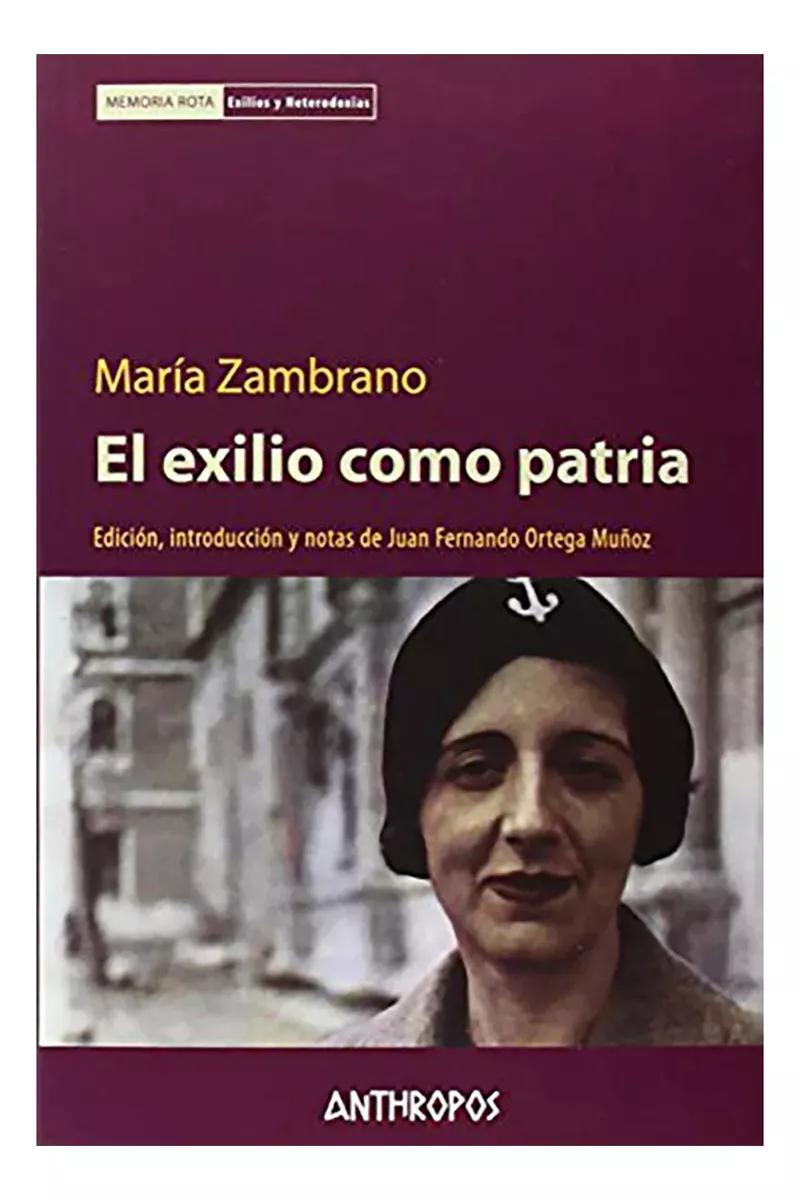 MEMORIA ROTA Exilios y Heterodoxias
María Zambrano
El exilio como patria
Edición, introducción y notas de Juan Fernando Ortega Muñoz
ANTHROPOS